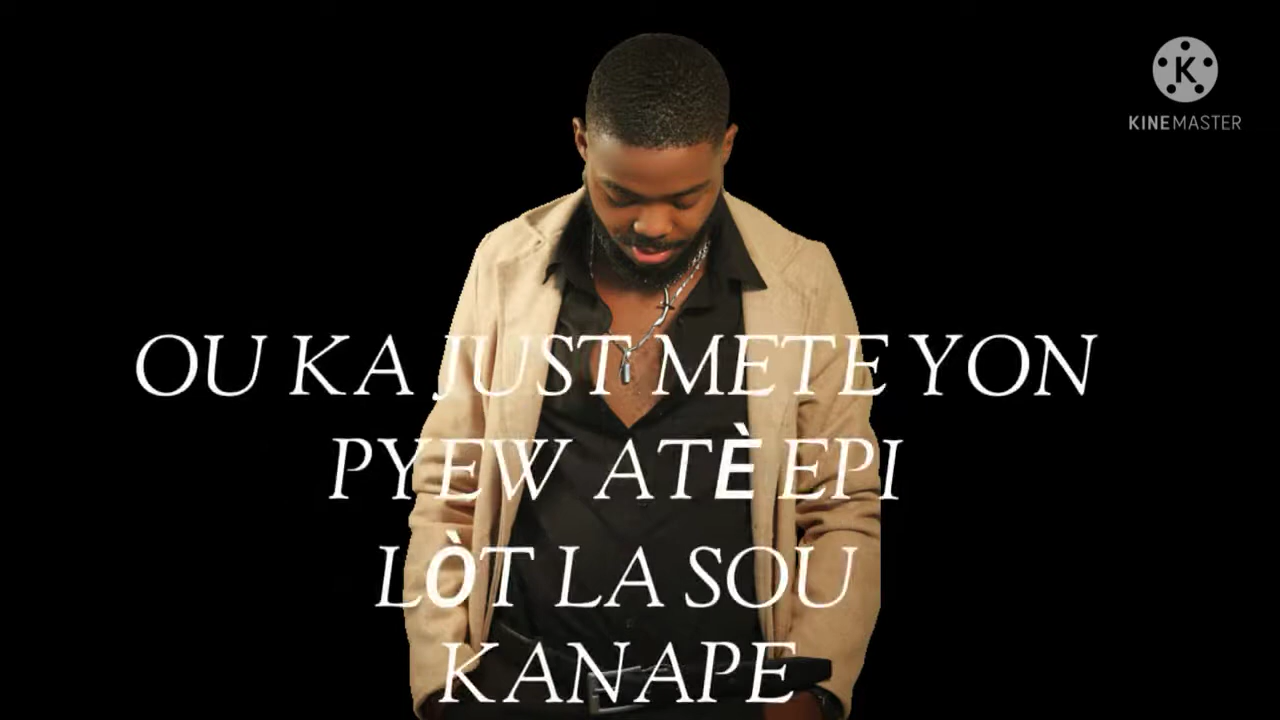 KINEMASTER
OU KA JUST METE YON
PYEW ATÈ EPI
LÒT LA SOU
KANAPE